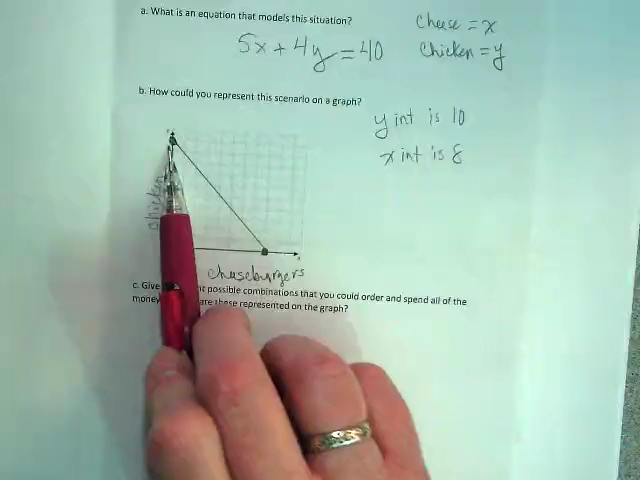 a. What is an equation that models this situation?
5x + 4y = 40
Cheese = x
Chicken = y
b. How could you represent this scenario on a graph?
y int is 10
x int is 8
Chicken
cheeseburgers
c. Give possible combinations that you could order and spend all of the
money are these represented on the graph?